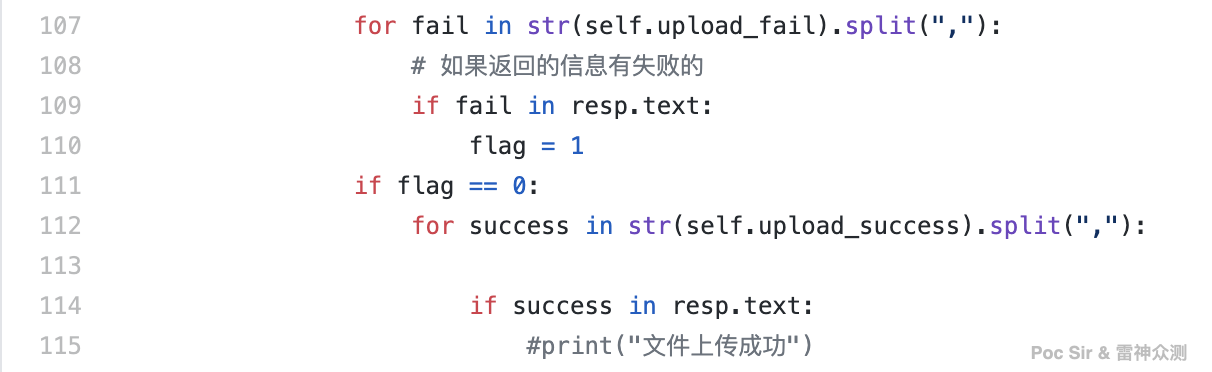 107 for fail in str(self.upload_fail).split(","):
108 # 如果返回的信息有失败的
109 if fail in resp.text:
110 flag = 1
111 if flag == 0:
112 for success in str(self.upload_success).split(","):
113
114 if success in resp.text:
115 #print("文件上传成功")
Poc Sir & 雷神众测